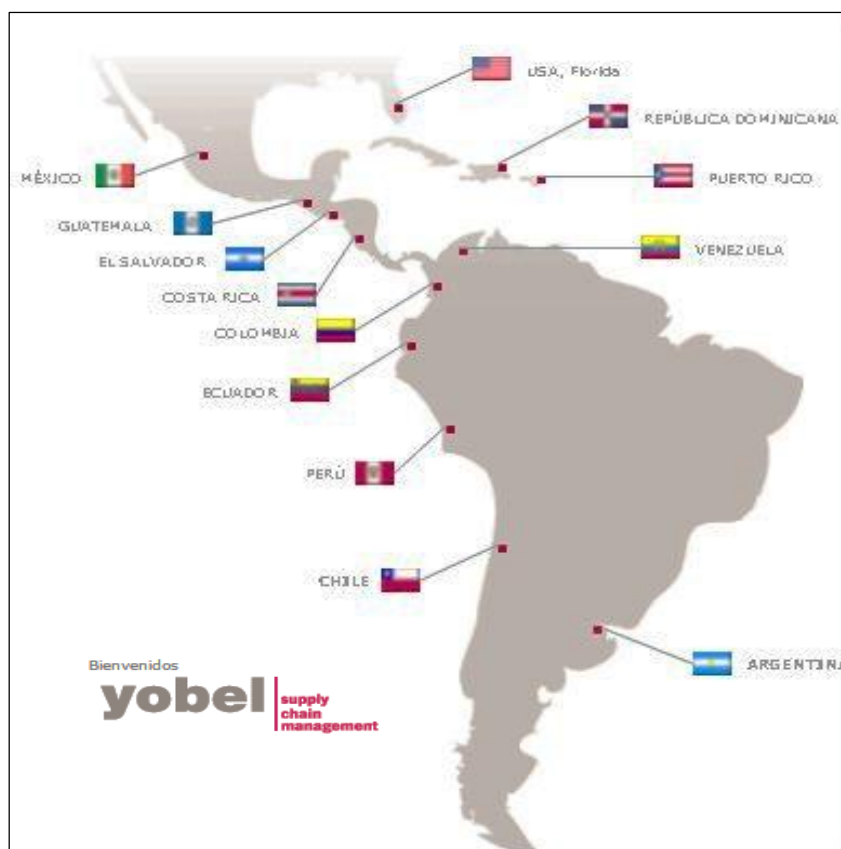 USA, Florida
REPÚBLICA DOMINICANA
MÉXICO
PUERTO RICO
GUATEMALA
EL SALVADOR
VENEZUELA
COSTA RICA
COLOMBIA
ECUADOR
PERÚ
CHILE
Bienvenidos
ARGENTINA
yobel
supply
chain
management